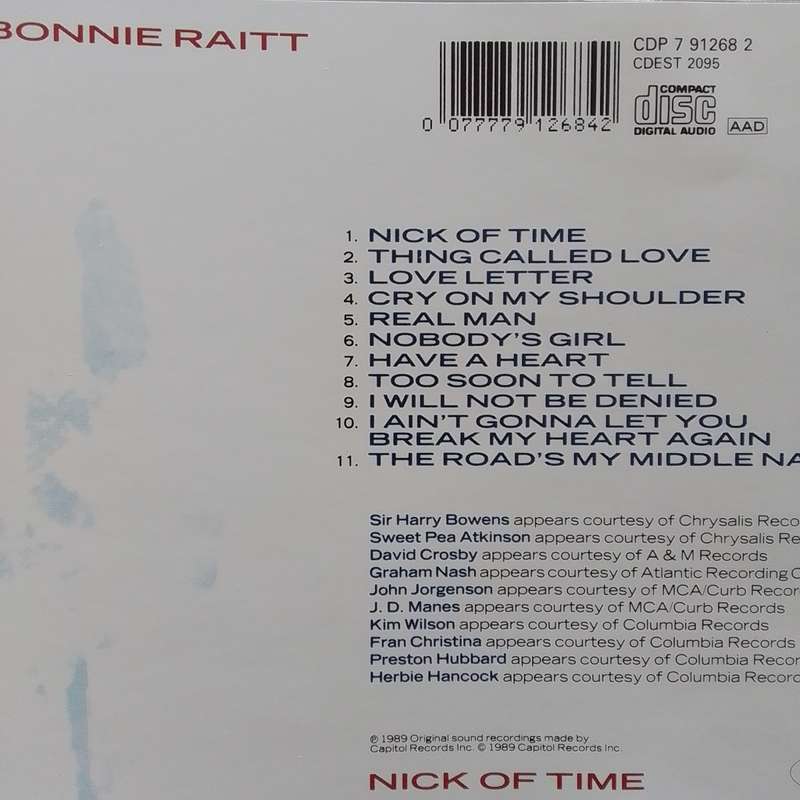 BONNIE RAITT
CDP 7 91268 2
CDEST 2095
COMPACT
disc
DIGITAL AUDIO
AAD
0 077779 126842
1. NICK OF TIME
2. THING CALLED LOVE
3. LOVE LETTER
4. CRY ON MY SHOULDER
5. REAL MAN
6. NOBODY'S GIRL
7. HAVE A HEART
8. TOO SOON TO TELL
9. I WILL NOT BE DENIED
10. I AIN'T GONNA LET YOU
BREAK MY HEART AGAIN
11. THE ROAD'S MY MIDDLE NA
Sir Harry Bowens appears courtesy of Chrysalis Reco
Sweet Pea Atkinson appears courtesy of Chrysalis Re
David Crosby appears courtesy of A & M Records
Graham Nash appears courtesy of Atlantic Recording C
John Jorgenson appears courtesy of MCA/Curb Recor
J. D. Manes appears courtesy of MCA/Curb Records
Kim Wilson appears courtesy of Columbia Records
Fran Christina appears courtesy of Columbia Records
Preston Hubbard appears courtesy of Columbia Recor
Herbie Hancock appears courtesy of Columbia Record
℗ 1989 Original sound recordings made by
Capitol Records Inc. © 1989 Capitol Records Inc.
NICK OF TIME